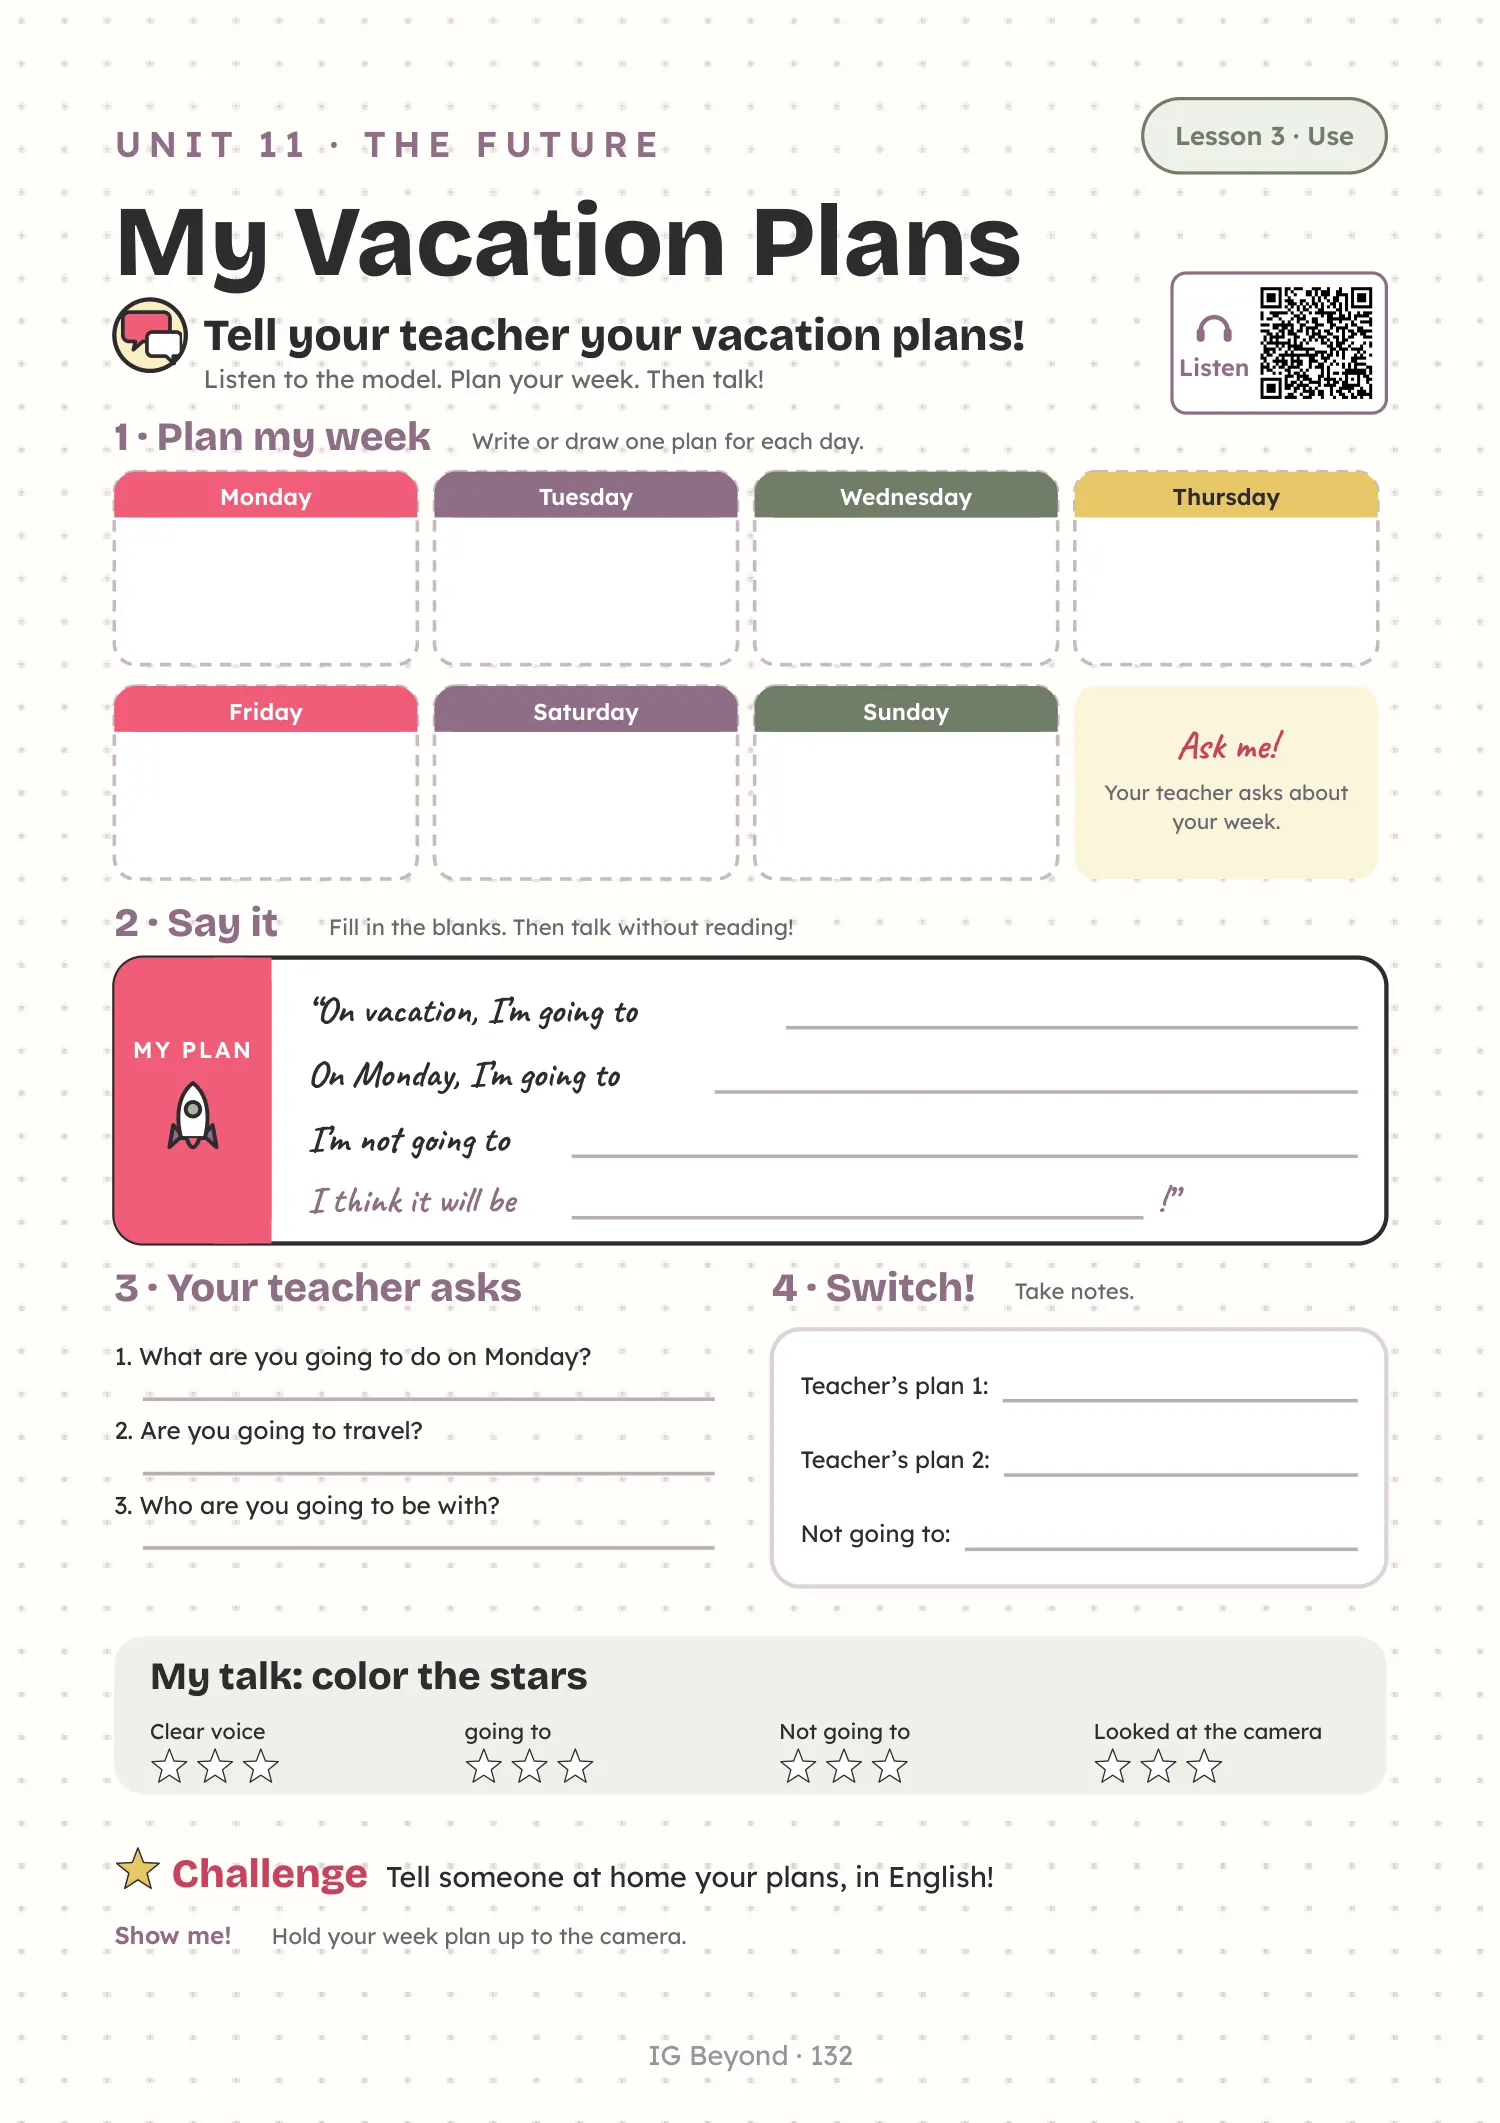 UNIT 11 · THE FUTURE
Lesson 3 · Use
My Vacation Plans
Tell your teacher your vacation plans!
Listen to the model. Plan your week. Then talk!
Listen
1 · Plan my week
Write or draw one plan for each day.
Monday
Tuesday
Wednesday
Thursday
Friday
Saturday
Sunday
Ask me!
Your teacher asks about
your week.
2 · Say it
Fill in the blanks. Then talk without reading!
MY PLAN
“On vacation, I’m going to
On Monday, I’m going to
I’m not going to
I think it will be !”
3 · Your teacher asks
1. What are you going to do on Monday?
2. Are you going to travel?
3. Who are you going to be with?
4 · Switch!
Take notes.
Teacher’s plan 1:
Teacher’s plan 2:
Not going to:
My talk: color the stars
Clear voice
going to
Not going to
Looked at the camera
Challenge Tell someone at home your plans, in English!
Show me! Hold your week plan up to the camera.
IG Beyond · 132